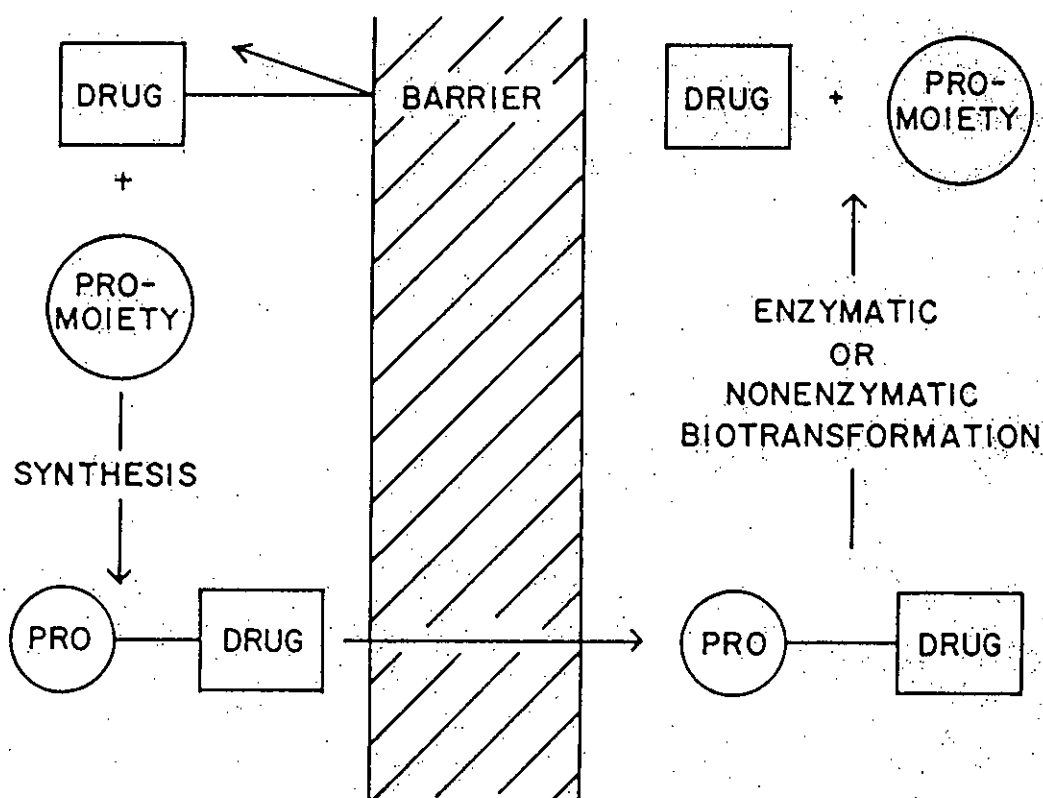 DRUG
+
PRO-
MOIETY
SYNTHESIS
PRO
DRUG
BARRIER
DRUG
+
PRO-
MOIETY
ENZYMATIC
OR
NONENZYMATIC
BIOTRANSFORMATION
PRO
DRUG